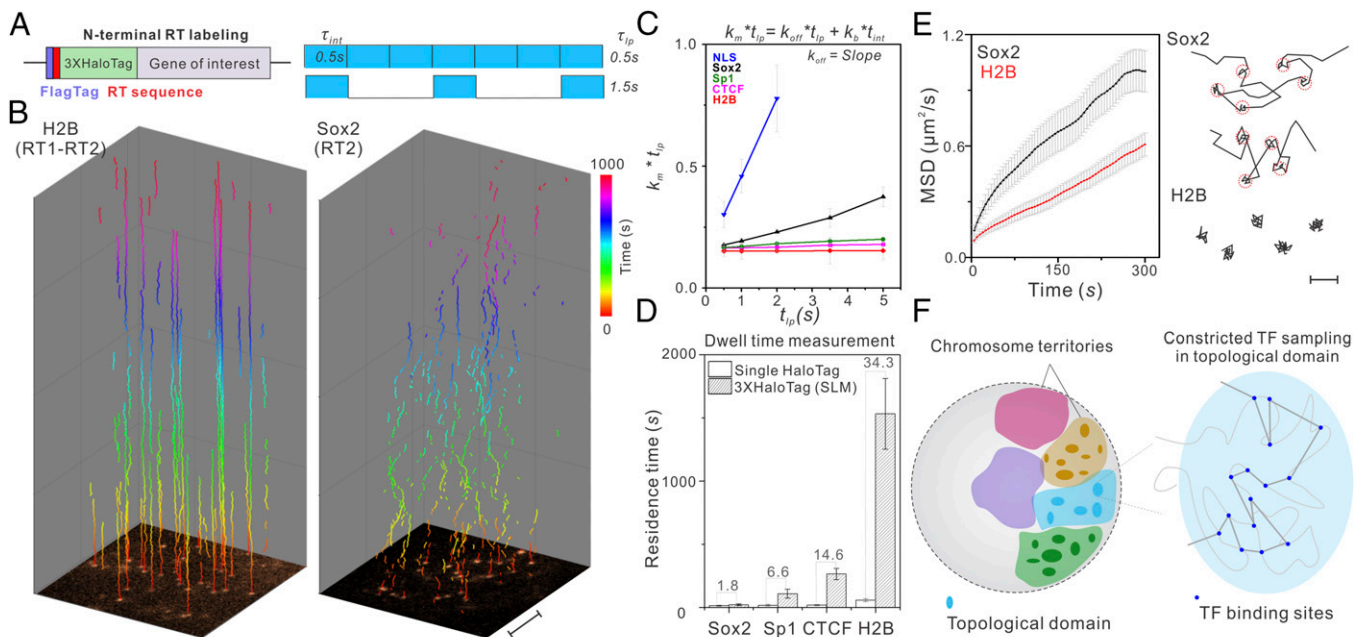 A
N-terminal RT labeling
3XHaloTag
Gene of interest
FlagTag RT sequence
τint
0.5s
τlp
0.5s
1.5s
B
H2B
(RT1-RT2)
Sox2
(RT2)
1000
Time (s)
0
C
km*tlp = koff*tlp + kb*tint
koff = Slope
NLS
Sox2
Sp1
CTCF
H2B
km * tlp
1.0
0.5
0.0
1
2
3
4
5
tlp(s)
D
Dwell time measurement
Single HaloTag
3XHaloTag (SLM)
Residence time (s)
2000
1000
0
1.8
6.6
14.6
34.3
Sox2 Sp1 CTCF H2B
E
Sox2
H2B
MSD (μm²/s)
1.2
0.6
1.0
0
150
300
Time (s)
Sox2
H2B
F
Chromosome territories
Topological domain
Constricted TF sampling
in topological domain
TF binding sites